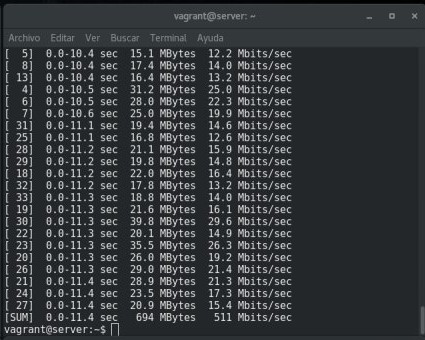 vagrant@server: ~
Archivo Editar Ver Buscar Terminal Ayuda
[  5]  0.0-10.4 sec  15.1 MBytes  12.2 Mbits/sec
[  8]  0.0-10.4 sec  17.4 MBytes  14.0 Mbits/sec
[ 13]  0.0-10.4 sec  16.4 MBytes  13.2 Mbits/sec
[  4]  0.0-10.5 sec  31.2 MBytes  25.0 Mbits/sec
[  6]  0.0-10.5 sec  28.0 MBytes  22.3 Mbits/sec
[  7]  0.0-10.6 sec  25.0 MBytes  19.9 Mbits/sec
[ 31]  0.0-11.1 sec  19.4 MBytes  14.6 Mbits/sec
[ 25]  0.0-11.1 sec  16.8 MBytes  12.6 Mbits/sec
[ 28]  0.0-11.2 sec  21.1 MBytes  15.9 Mbits/sec
[ 29]  0.0-11.2 sec  19.8 MBytes  14.8 Mbits/sec
[ 18]  0.0-11.2 sec  22.0 MBytes  16.4 Mbits/sec
[ 32]  0.0-11.2 sec  17.8 MBytes  13.2 Mbits/sec
[ 33]  0.0-11.3 sec  18.8 MBytes  14.0 Mbits/sec
[ 19]  0.0-11.3 sec  21.6 MBytes  16.1 Mbits/sec
[ 30]  0.0-11.3 sec  39.8 MBytes  29.6 Mbits/sec
[ 22]  0.0-11.3 sec  20.1 MBytes  14.9 Mbits/sec
[ 23]  0.0-11.3 sec  35.5 MBytes  26.3 Mbits/sec
[ 20]  0.0-11.3 sec  26.0 MBytes  19.2 Mbits/sec
[ 26]  0.0-11.3 sec  29.0 MBytes  21.4 Mbits/sec
[ 21]  0.0-11.4 sec  28.9 MBytes  21.3 Mbits/sec
[ 24]  0.0-11.4 sec  23.5 MBytes  17.3 Mbits/sec
[ 27]  0.0-11.4 sec  20.9 MBytes  15.4 Mbits/sec
[SUM]  0.0-11.4 sec   694 MBytes   511 Mbits/sec
vagrant@server:~$